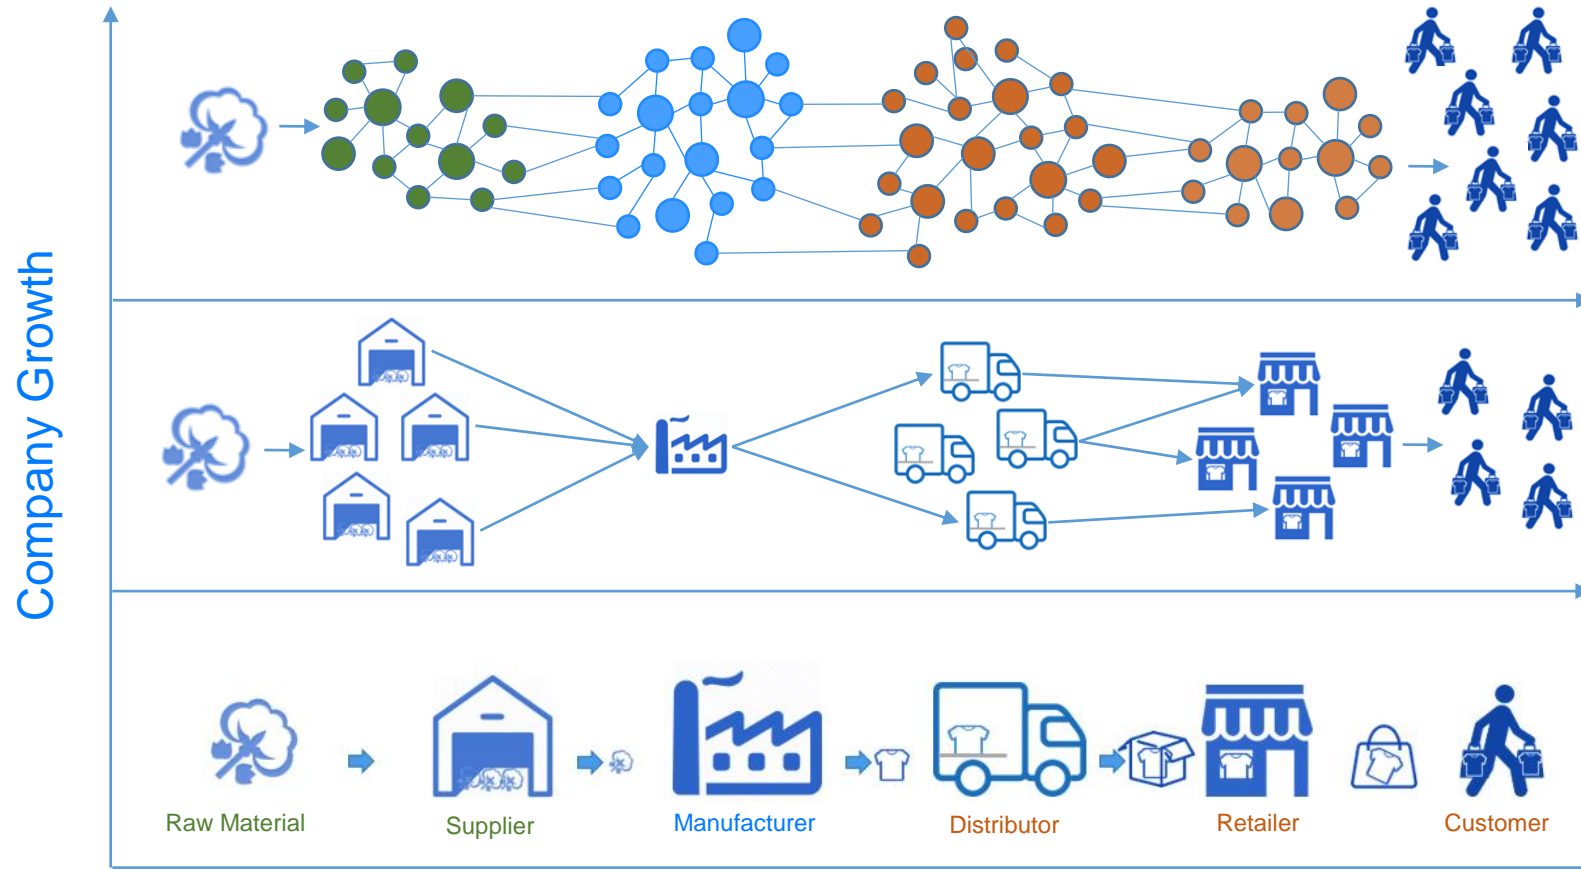 Company Growth
Raw Material
Supplier
Manufacturer
Distributor
Retailer
Customer